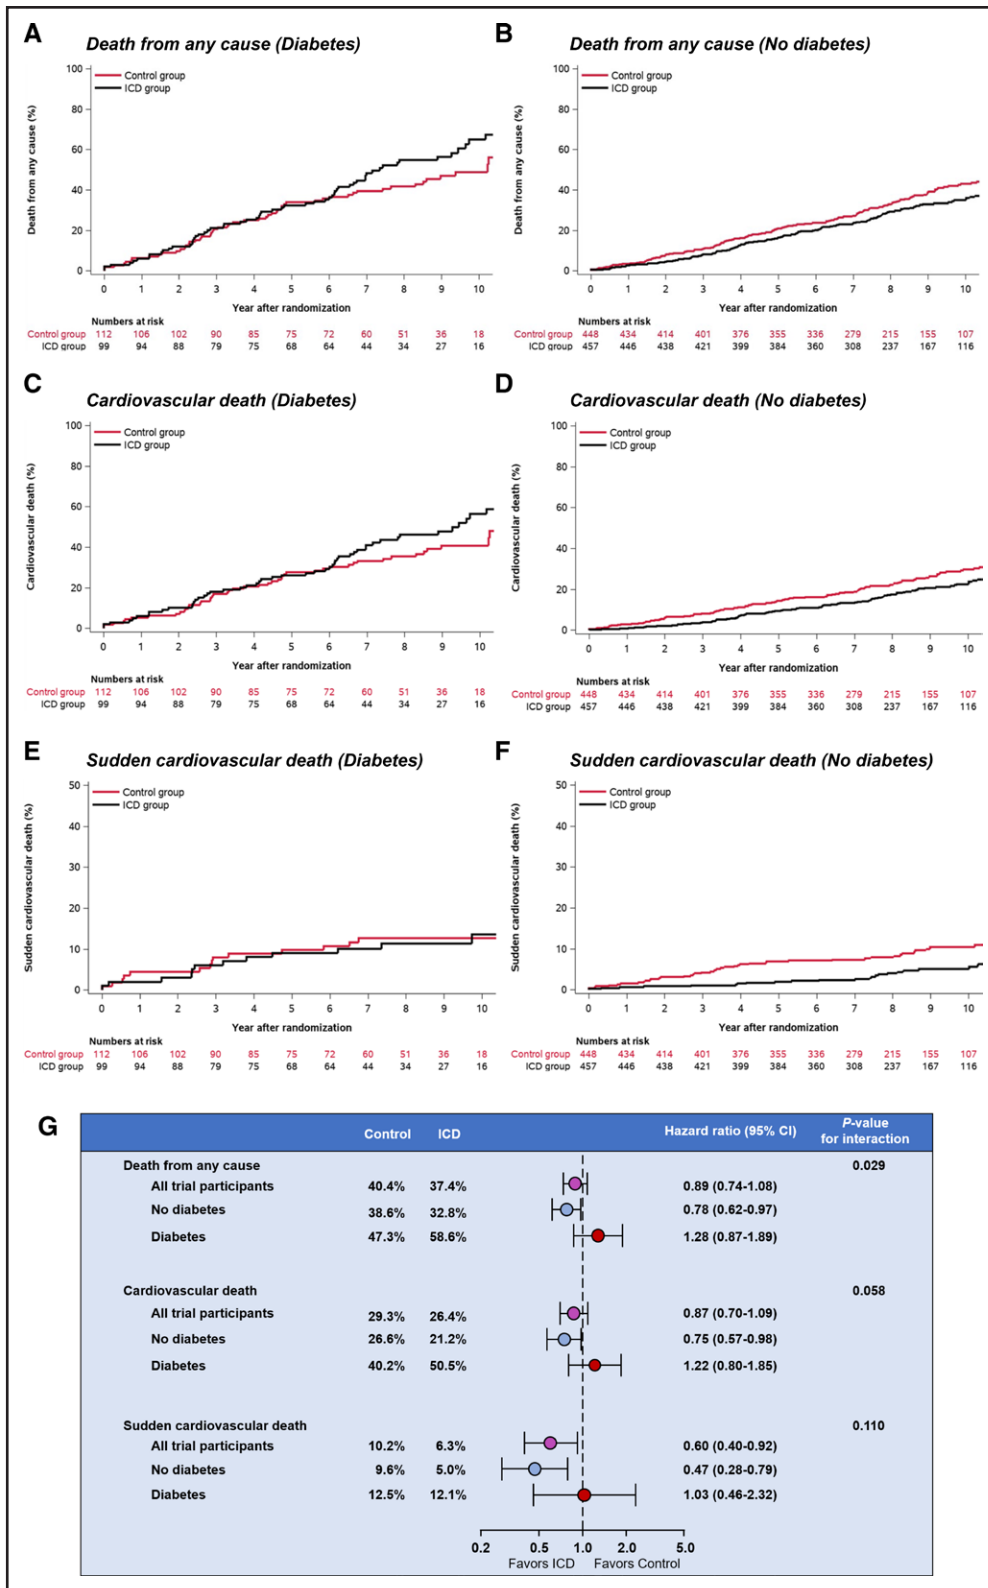 A
Death from any cause (Diabetes)
Control group
ICD group
Death from any cause (%)
100
80
60
40
20
0
0 1 2 3 4 5 6 7 8 9 10
Year after randomization
Numbers at risk
Control group 112 106 102 90 85 75 72 60 51 36 18
ICD group 99 94 88 79 75 68 64 44 34 27 16
B
Death from any cause (No diabetes)
Control group
ICD group
Death from any cause (%)
100
80
60
40
20
0
0 1 2 3 4 5 6 7 8 9 10
Year after randomization
Numbers at risk
Control group 448 434 414 401 376 355 336 279 215 155 107
ICD group 457 446 438 421 399 384 360 308 237 167 116
C
Cardiovascular death (Diabetes)
Control group
ICD group
Cardiovascular death (%)
100
80
60
40
20
0
0 1 2 3 4 5 6 7 8 9 10
Year after randomization
Numbers at risk
Control group 112 106 102 90 85 75 72 60 51 36 18
ICD group 99 94 88 79 75 68 64 44 34 27 16
D
Cardiovascular death (No diabetes)
Control group
ICD group
Cardiovascular death (%)
100
80
60
40
20
0
0 1 2 3 4 5 6 7 8 9 10
Year after randomization
Numbers at risk
Control group 448 434 414 401 376 355 336 279 215 155 107
ICD group 457 446 438 421 399 384 360 308 237 167 116
E
Sudden cardiovascular death (Diabetes)
Control group
ICD group
Sudden cardiovascular death (%)
50
40
30
20
10
0
0 1 2 3 4 5 6 7 8 9 10
Year after randomization
Numbers at risk
Control group 112 106 102 90 85 75 72 60 51 36 18
ICD group 99 94 88 79 75 68 64 44 34 27 16
F
Sudden cardiovascular death (No diabetes)
Control group
ICD group
Sudden cardiovascular death (%)
50
40
30
20
10
0
0 1 2 3 4 5 6 7 8 9 10
Year after randomization
Numbers at risk
Control group 448 434 414 401 376 355 336 279 215 155 107
ICD group 457 446 438 421 399 384 360 308 237 167 116
G
Control ICD Hazard ratio (95% CI) P-value
for interaction
Death from any cause 0.029
All trial participants 40.4% 37.4% 0.89 (0.74-1.08)
No diabetes 38.6% 32.8% 0.78 (0.62-0.97)
Diabetes 47.3% 58.6% 1.28 (0.87-1.89)
Cardiovascular death 0.058
All trial participants 29.3% 26.4% 0.87 (0.70-1.09)
No diabetes 26.6% 21.2% 0.75 (0.57-0.98)
Diabetes 40.2% 50.5% 1.22 (0.80-1.85)
Sudden cardiovascular death 0.110
All trial participants 10.2% 6.3% 0.60 (0.40-0.92)
No diabetes 9.6% 5.0% 0.47 (0.28-0.79)
Diabetes 12.5% 12.1% 1.03 (0.46-2.32)
0.2 0.5 1.0 2.0 5.0
Favors ICD Favors Control